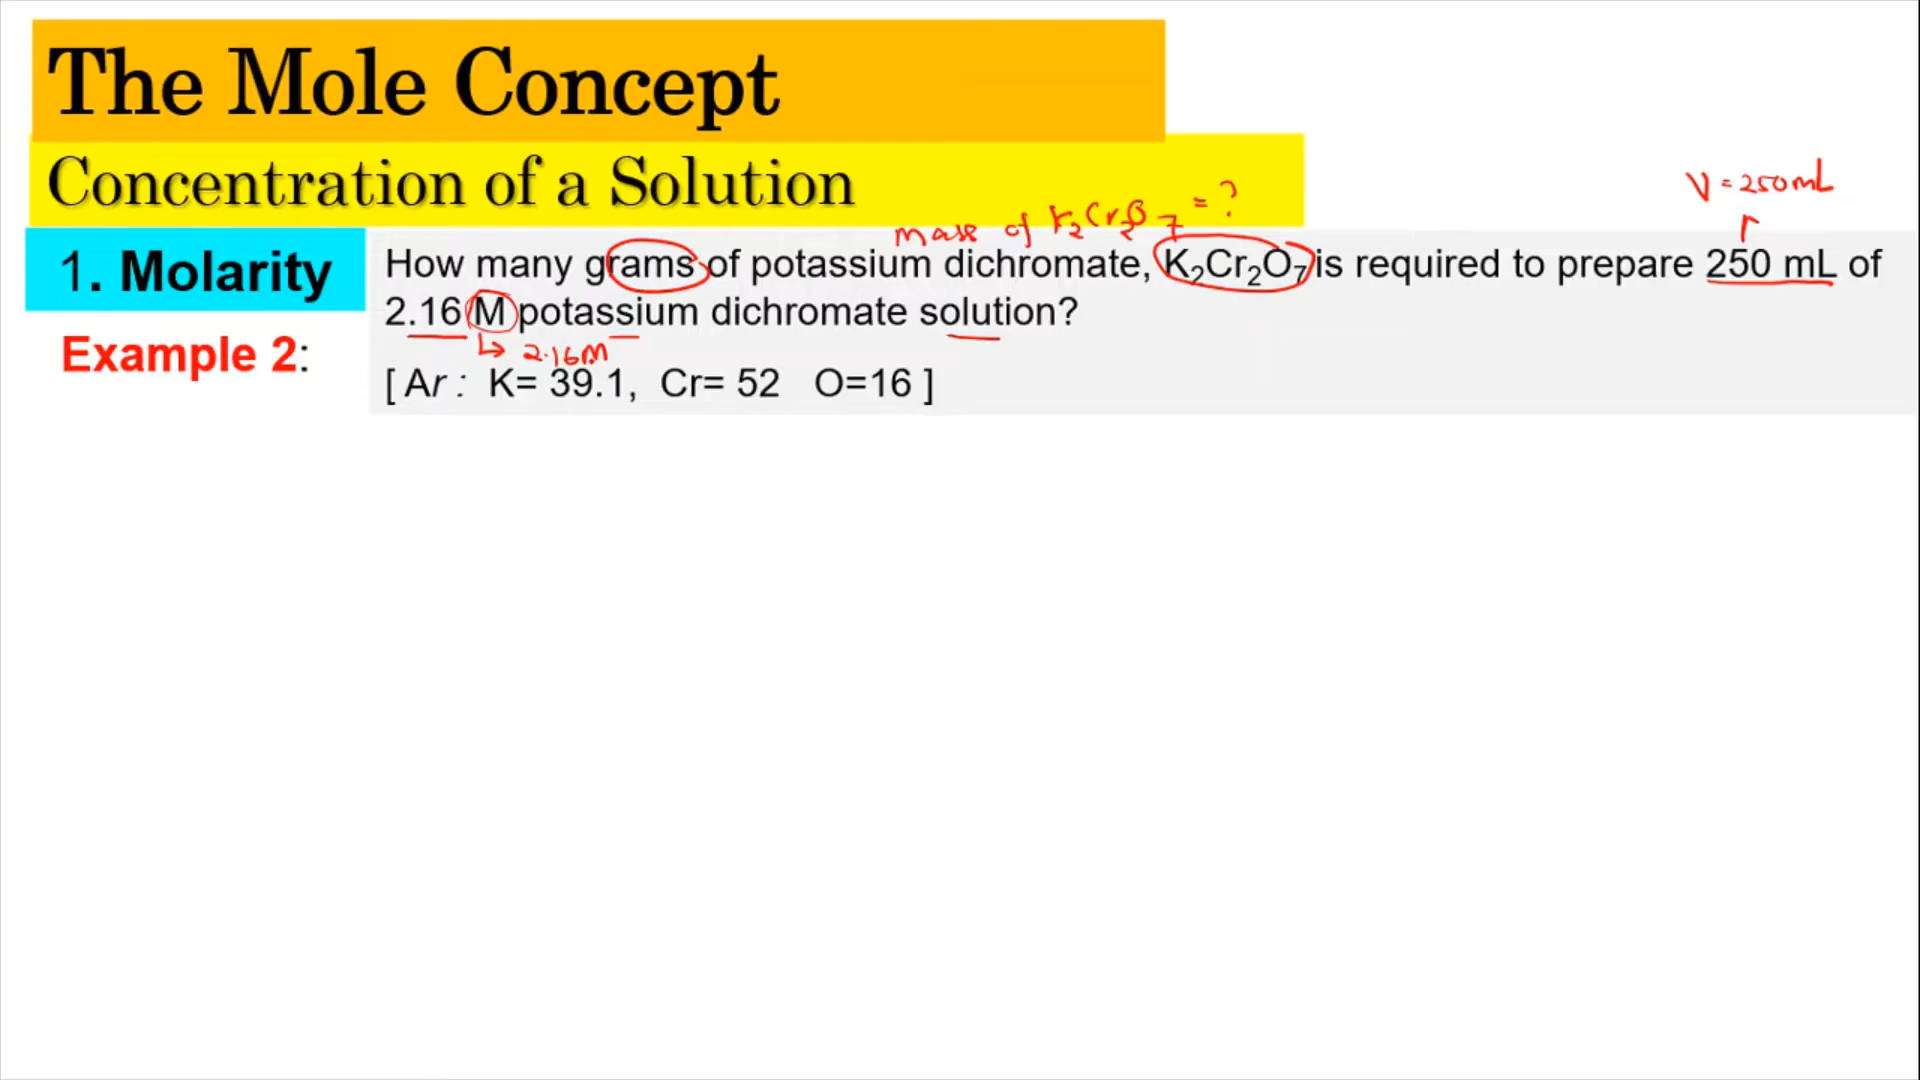 The Mole Concept
Concentration of a Solution
V = 250mL
mass of K₂Cr₂O₇ = ?
1. Molarity
How many grams of potassium dichromate, K₂Cr₂O₇ is required to prepare 250 mL of
2.16 M potassium dichromate solution?
↳ 2.16M
Example 2:
[ Ar : K= 39.1, Cr= 52 O=16 ]